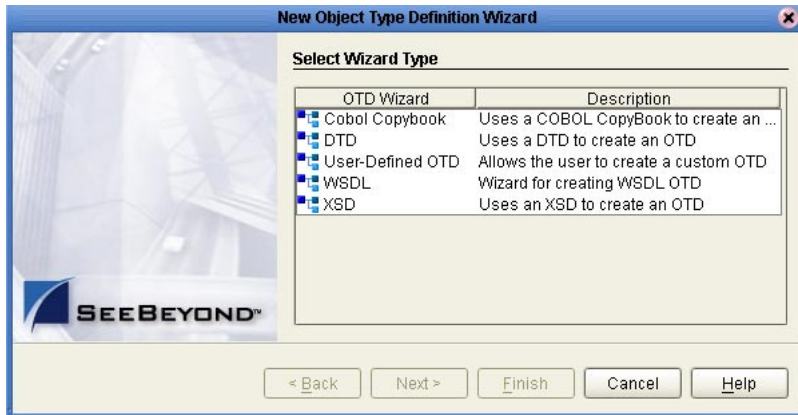 New Object Type Definition Wizard
Select Wizard Type
OTD Wizard Description
Cobol Copybook Uses a COBOL CopyBook to create an ...
DTD Uses a DTD to create an OTD
User-Defined OTD Allows the user to create a custom OTD
WSDL Wizard for creating WSDL OTD
XSD Uses an XSD to create an OTD
SEEBEYOND™
< Back Next > Finish Cancel Help